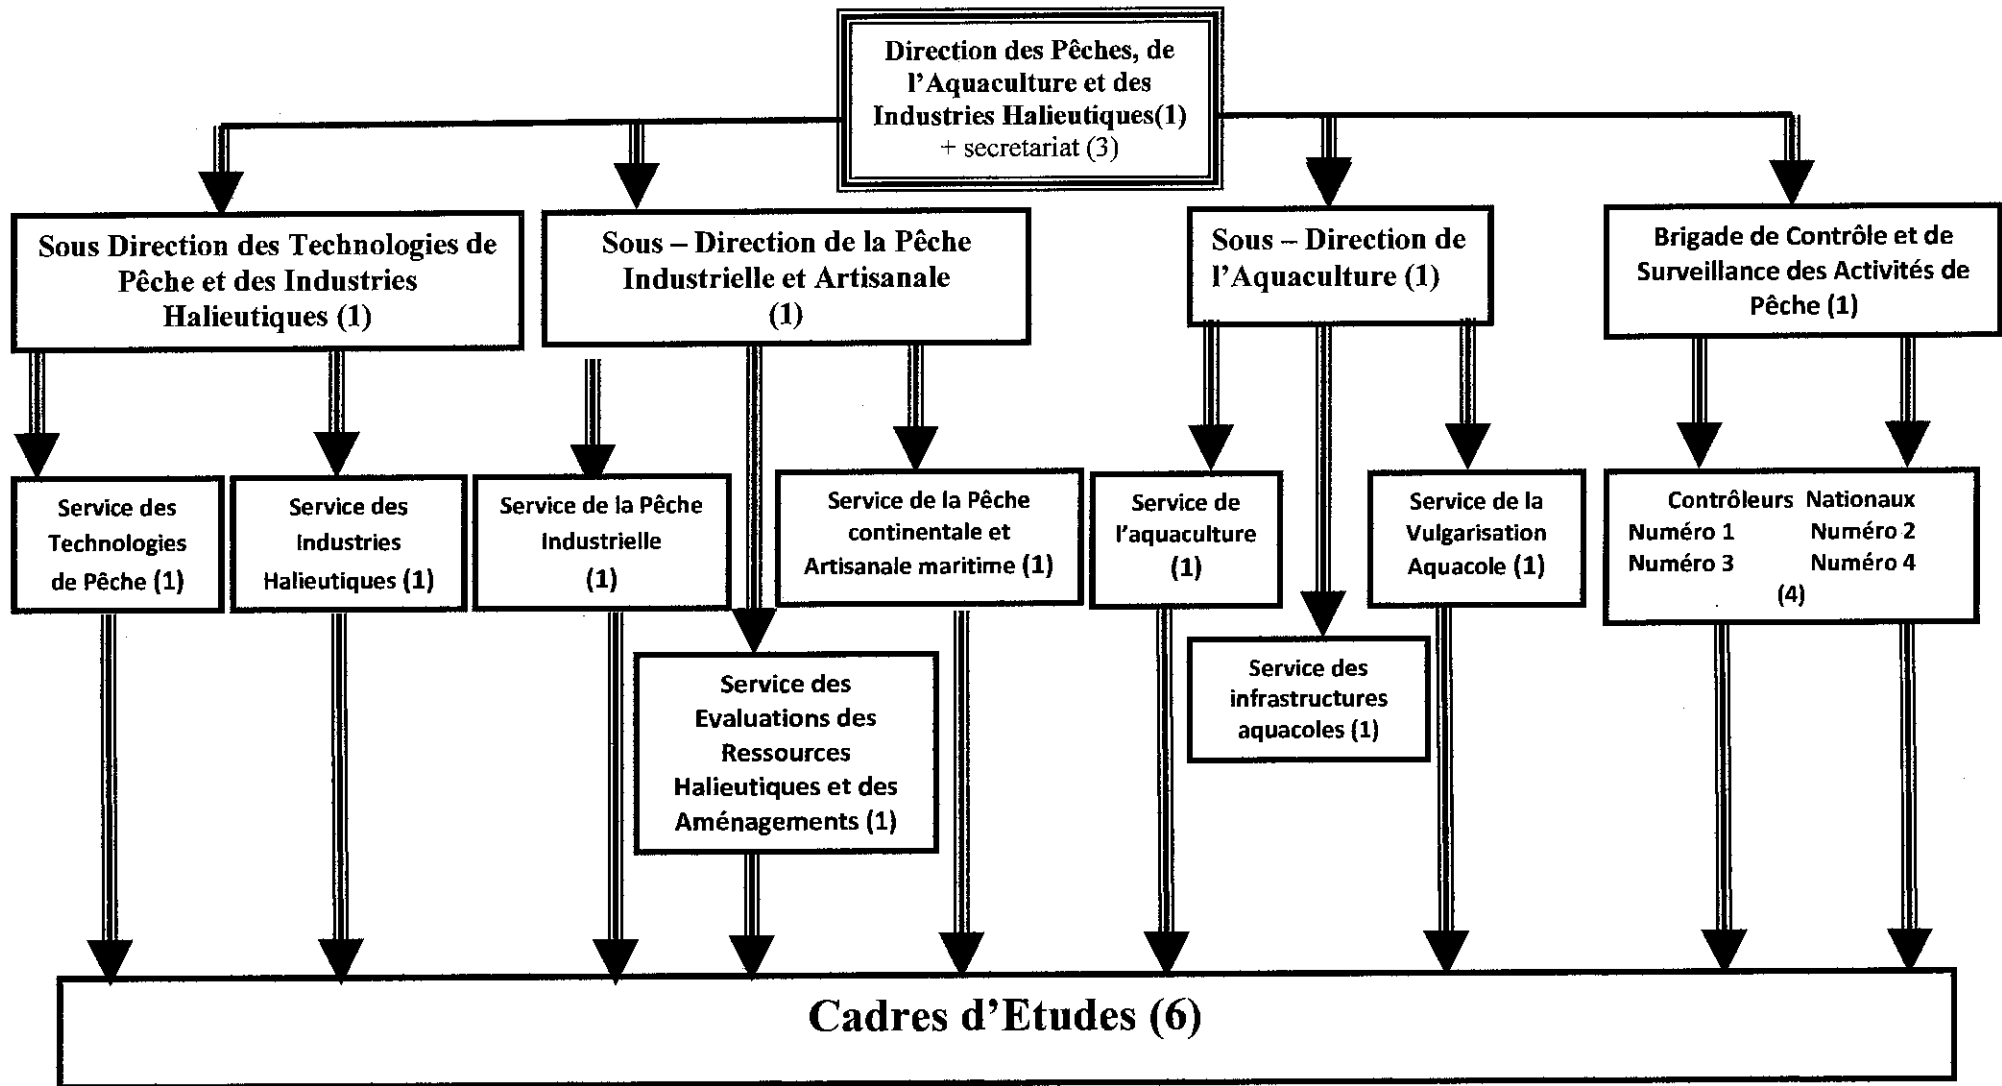 Direction des Pêches, de
l'Aquaculture et des
Industries Halieutiques(1)
+ secretariat (3)
Sous Direction des Technologies de
Pêche et des Industries
Halieutiques (1)
Sous – Direction de la Pêche
Industrielle et Artisanale
(1)
Sous – Direction de
l'Aquaculture (1)
Brigade de Contrôle et de
Surveillance des Activités de
Pêche (1)
Service des
Technologies
de Pêche (1)
Service des
Industries
Halieutiques (1)
Service de la Pêche
Industrielle
(1)
Service de la Pêche
continentale et
Artisanale maritime (1)
Service de
l'aquaculture
(1)
Service de la
Vulgarisation
Aquacole (1)
Contrôleurs Nationaux
Numéro 1 Numéro 2
Numéro 3 Numéro 4
(4)
Service des
Evaluations des
Ressources
Halieutiques et des
Aménagements (1)
Service des
infrastructures
aquacoles (1)
Cadres d'Etudes (6)